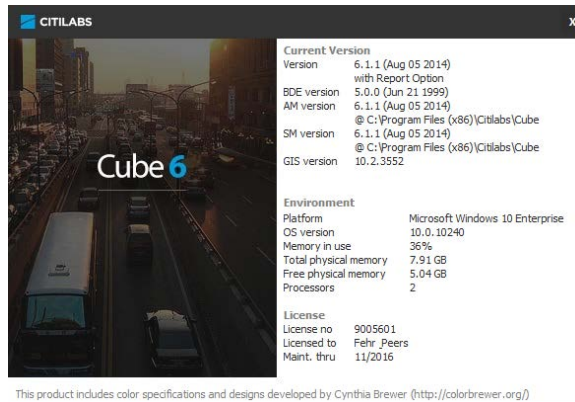 CITILABS
X
Cube 6
Current Version
Version 6.1.1 (Aug 05 2014)
with Report Option
BDE version 5.0.0 (Jun 21 1999)
AM version 6.1.1 (Aug 05 2014)
@ C:\Program Files (x86)\Citilabs\Cube
SM version 6.1.1 (Aug 05 2014)
@ C:\Program Files (x86)\Citilabs\Cube
GIS version 10.2.3552
Environment
Platform Microsoft Windows 10 Enterprise
OS version 10.0.10240
Memory in use 36%
Total physical memory 7.91 GB
Free physical memory 5.04 GB
Processors 2
License
License no 9005601
Licensed to Fehr_Peers
Maint. thru 11/2016
This product includes color specifications and designs developed by Cynthia Brewer (http://colorbrewer.org/)